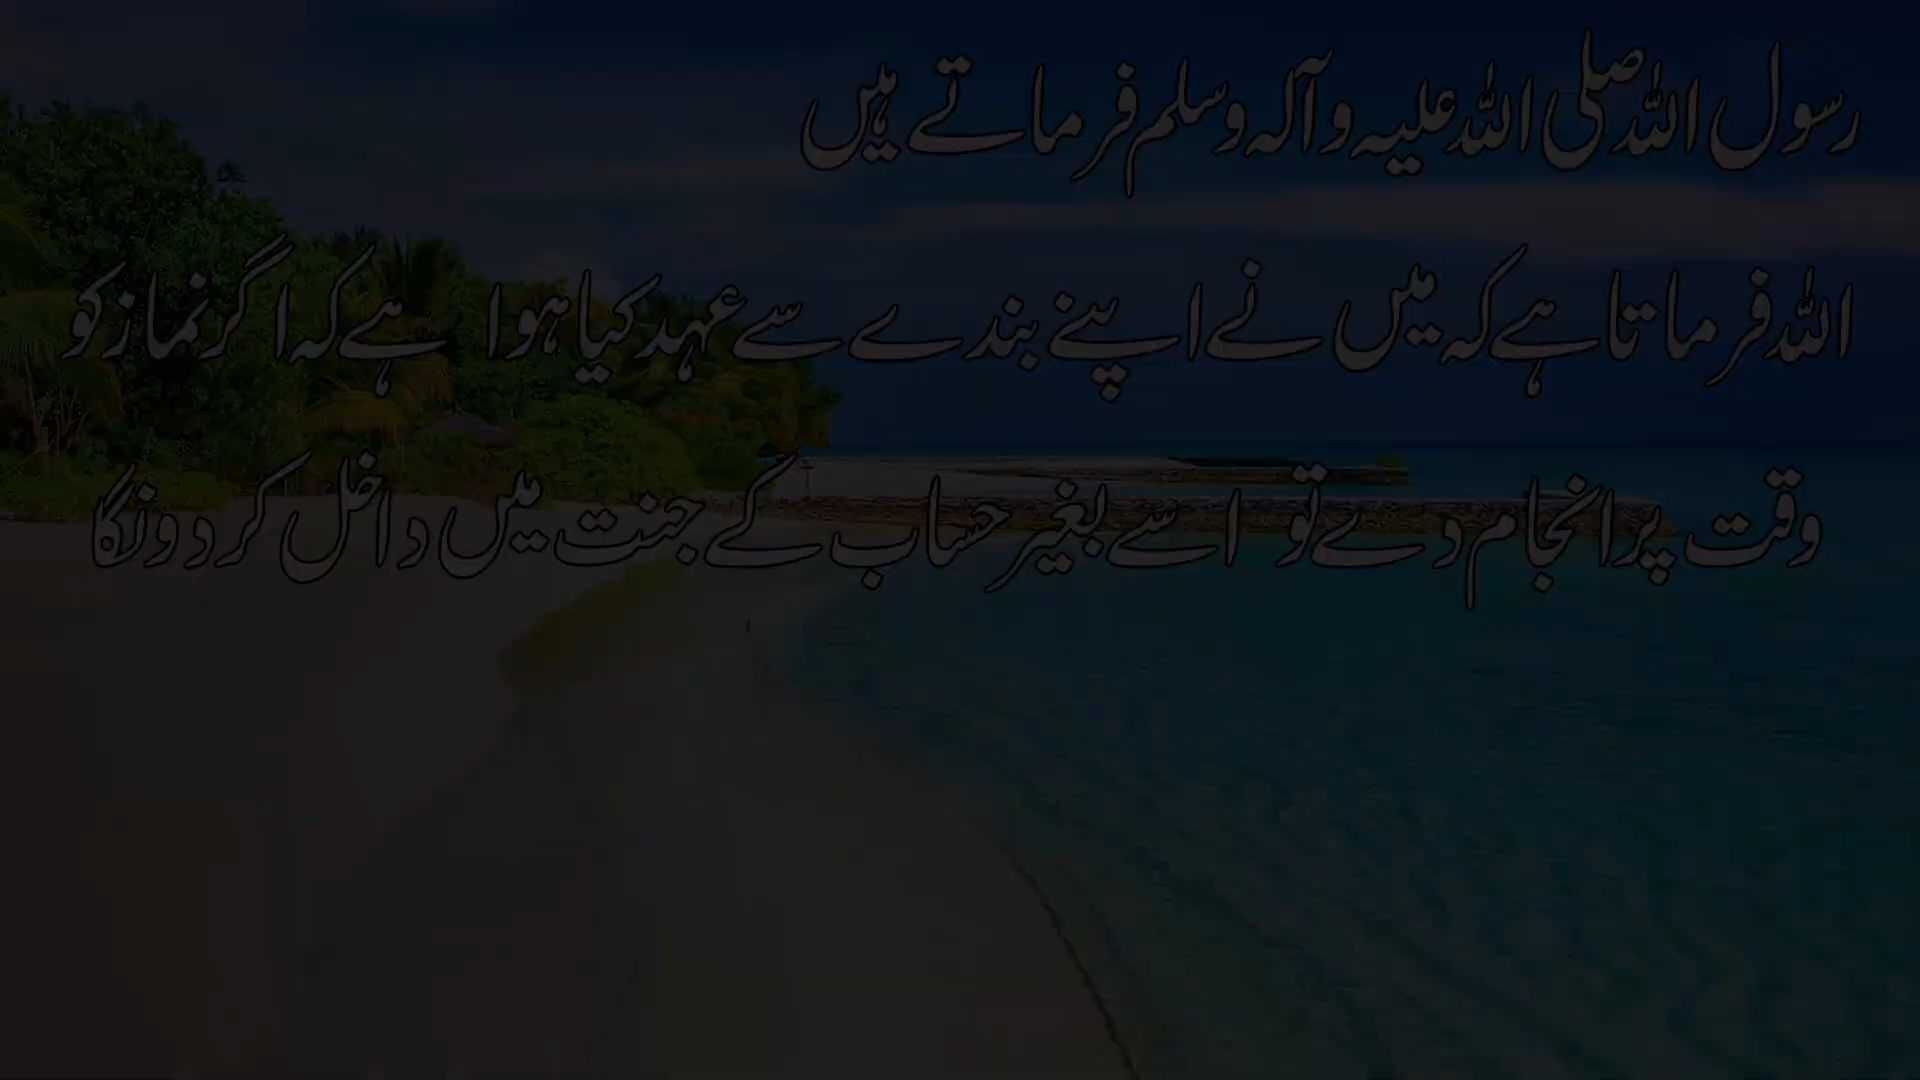 رسول اللہ صلی اللہ علیہ وآلہ وسلم فرماتے ہیں
اللہ فرماتا ہے کہ میں نے اپنے بندے سے عہد کیا ہوا ہے کہ اگر نماز کو
وقت پر انجام دے تو اسے بغیر حساب کے جنت میں داخل کردونگا